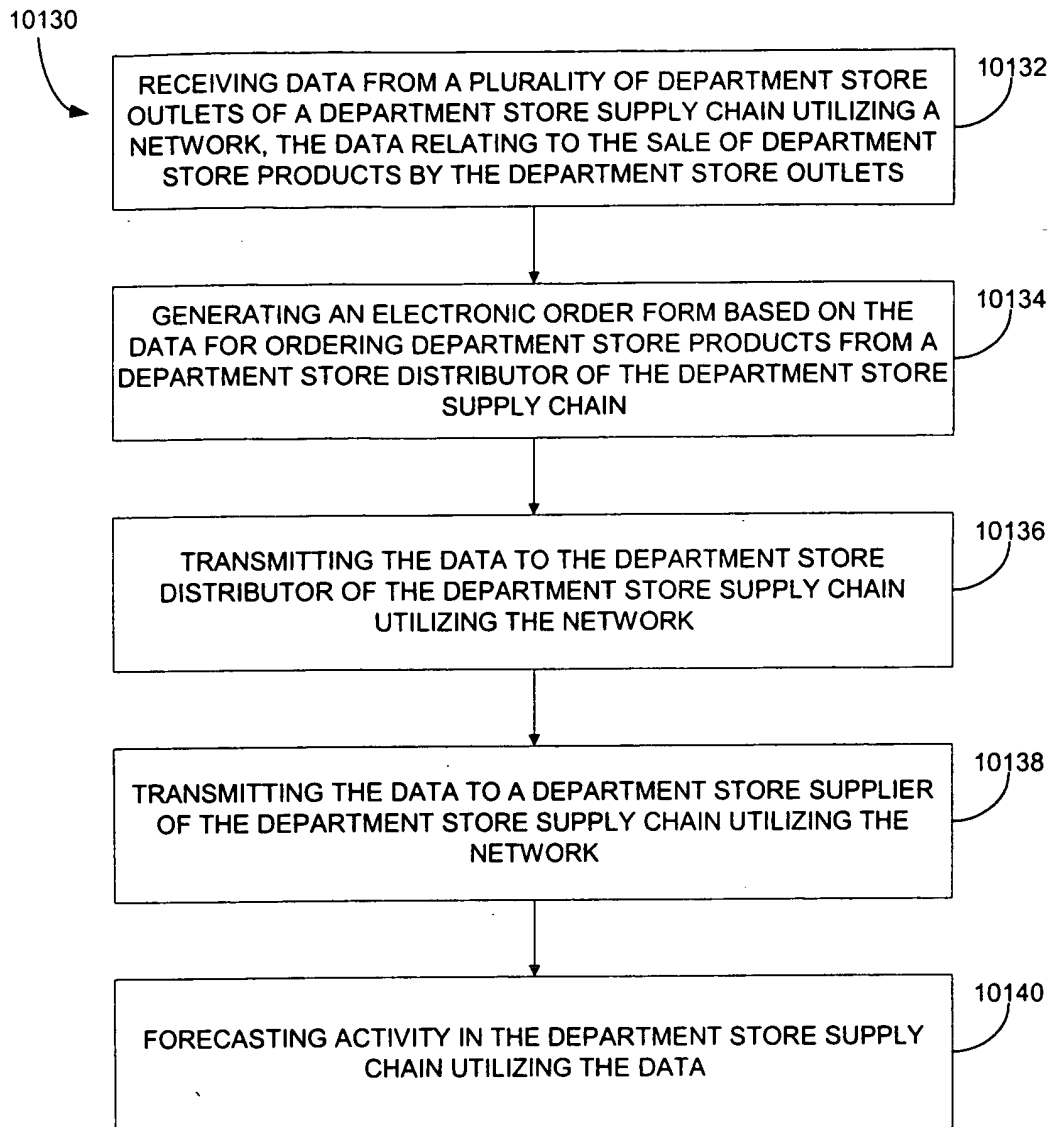 10130
RECEIVING DATA FROM A PLURALITY OF DEPARTMENT STORE
OUTLETS OF A DEPARTMENT STORE SUPPLY CHAIN UTILIZING A
NETWORK, THE DATA RELATING TO THE SALE OF DEPARTMENT
STORE PRODUCTS BY THE DEPARTMENT STORE OUTLETS
10132
GENERATING AN ELECTRONIC ORDER FORM BASED ON THE
DATA FOR ORDERING DEPARTMENT STORE PRODUCTS FROM A
DEPARTMENT STORE DISTRIBUTOR OF THE DEPARTMENT STORE
SUPPLY CHAIN
10134
TRANSMITTING THE DATA TO THE DEPARTMENT STORE
DISTRIBUTOR OF THE DEPARTMENT STORE SUPPLY CHAIN
UTILIZING THE NETWORK
10136
TRANSMITTING THE DATA TO A DEPARTMENT STORE SUPPLIER
OF THE DEPARTMENT STORE SUPPLY CHAIN UTILIZING THE
NETWORK
10138
FORECASTING ACTIVITY IN THE DEPARTMENT STORE SUPPLY
CHAIN UTILIZING THE DATA
10140